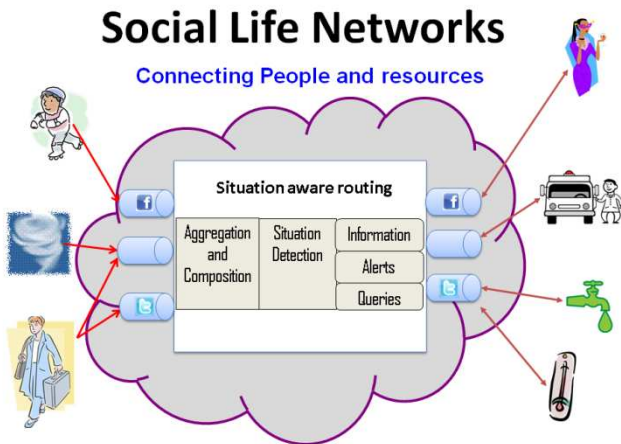 Social Life Networks
Connecting People and resources
Situation aware routing
Aggregation
and
Composition
Situation
Detection
Information
Alerts
Queries
f
f
t
t